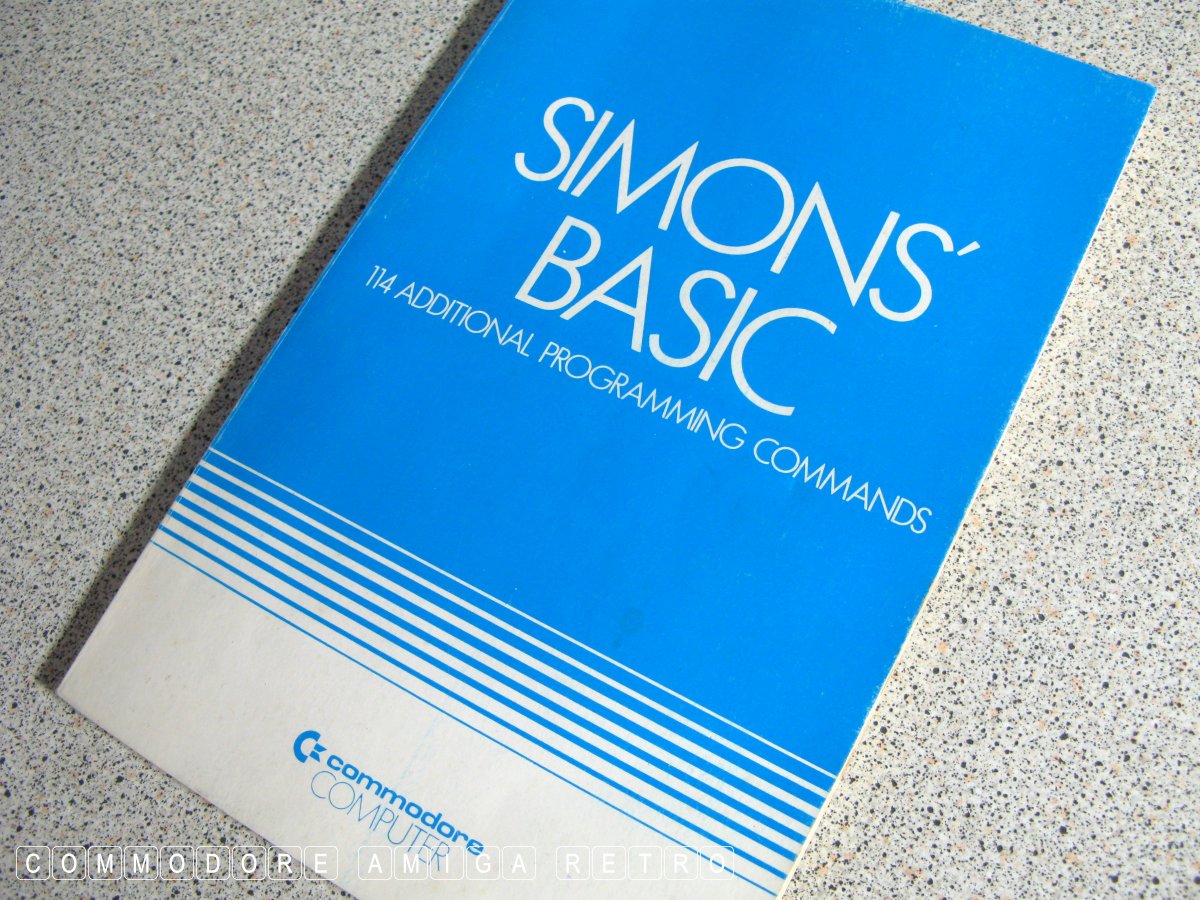 SIMONS'
BASIC
114 ADDITIONAL PROGRAMMING COMMANDS
commodore
COMPUTER
COMMODORE AMIGA RETRO